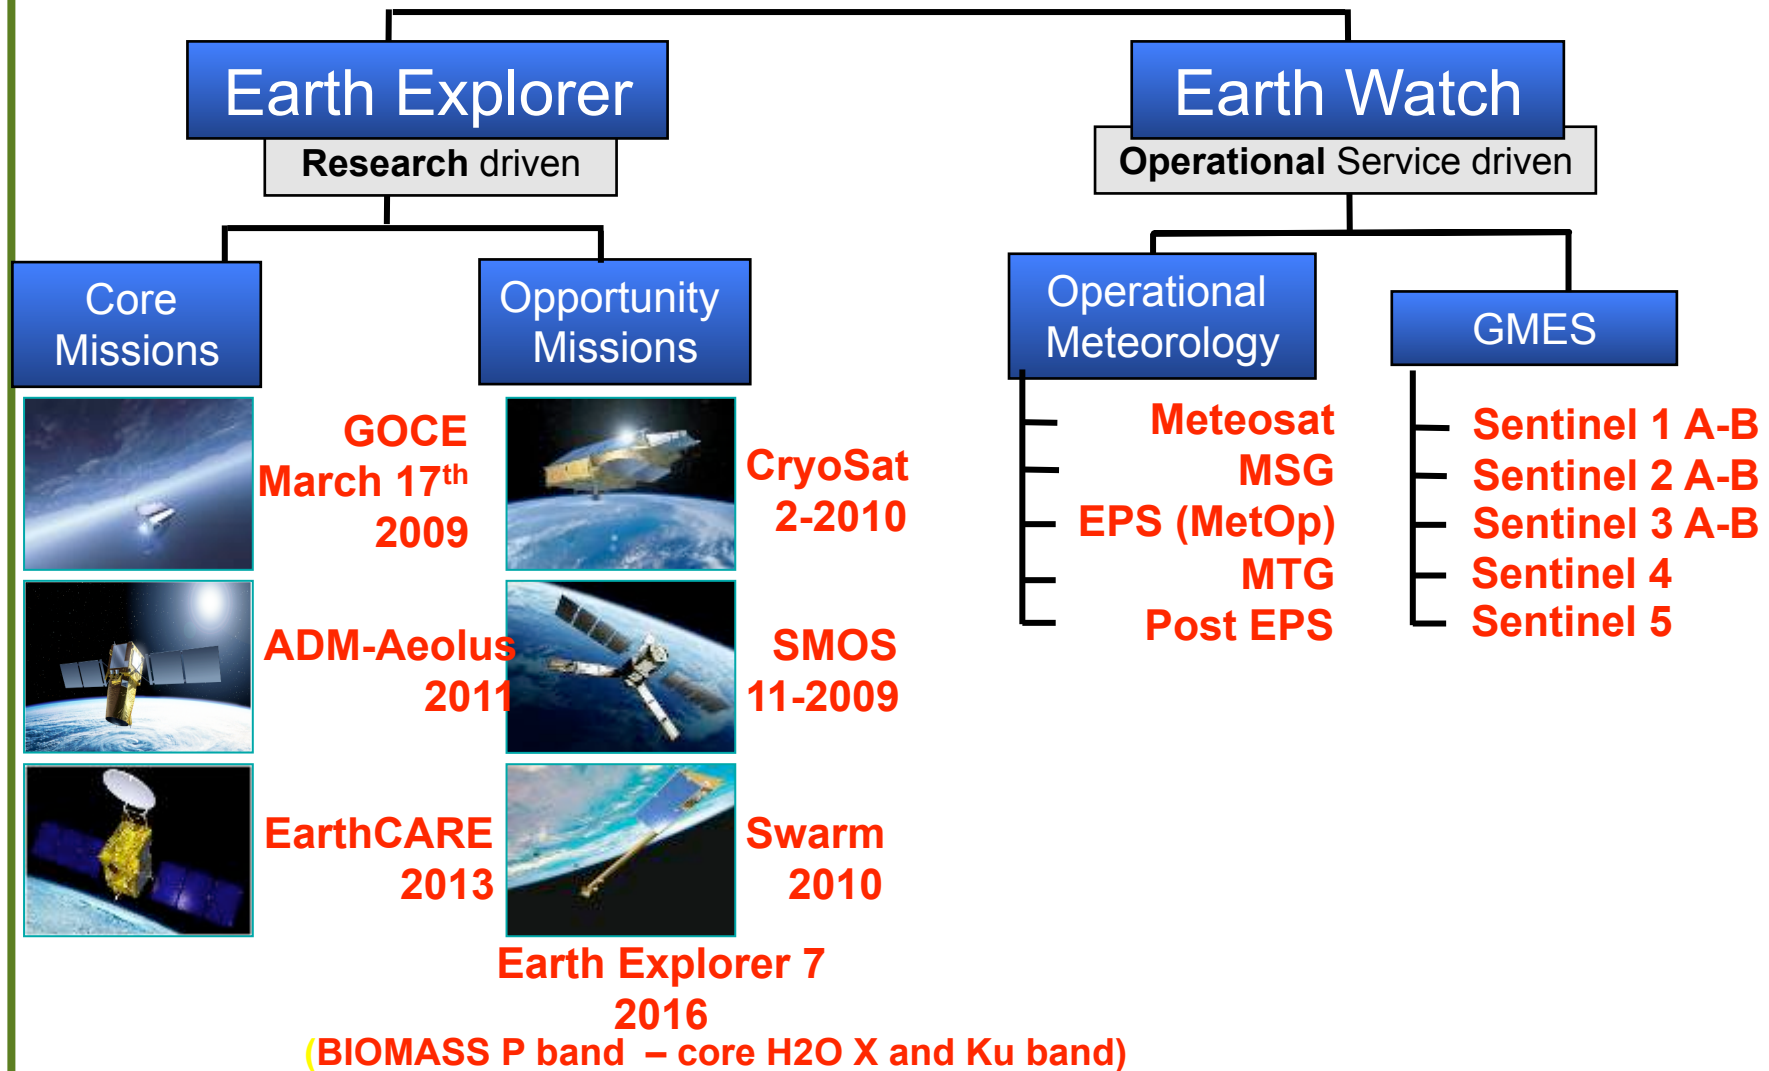 Earth Explorer
Research driven
Earth Watch
Operational Service driven
Core
Missions
GOCE
March 17th
2009
ADM-Aeolus
2011
EarthCARE
2013
Opportunity
Missions
CryoSat
2-2010
SMOS
11-2009
Swarm
2010
Earth Explorer 7
2016
(BIOMASS P band – core H2O X and Ku band)
Operational
Meteorology
Meteosat
MSG
EPS (MetOp)
MTG
Post EPS
GMES
Sentinel 1 A-B
Sentinel 2 A-B
Sentinel 3 A-B
Sentinel 4
Sentinel 5